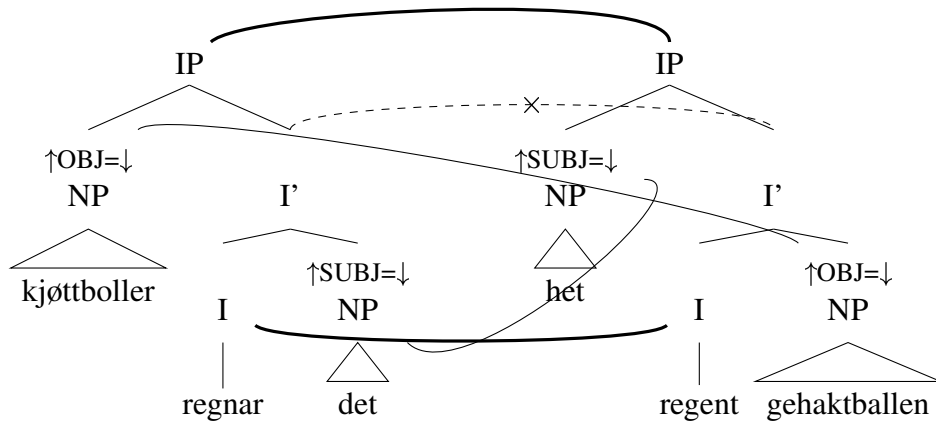 IP IP
↑OBJ=↓ ↑SUBJ=↓
NP I' NP I'
kjøttboller ↑SUBJ=↓ het ↑OBJ=↓
I NP I NP
regnar det regent gehaktballen